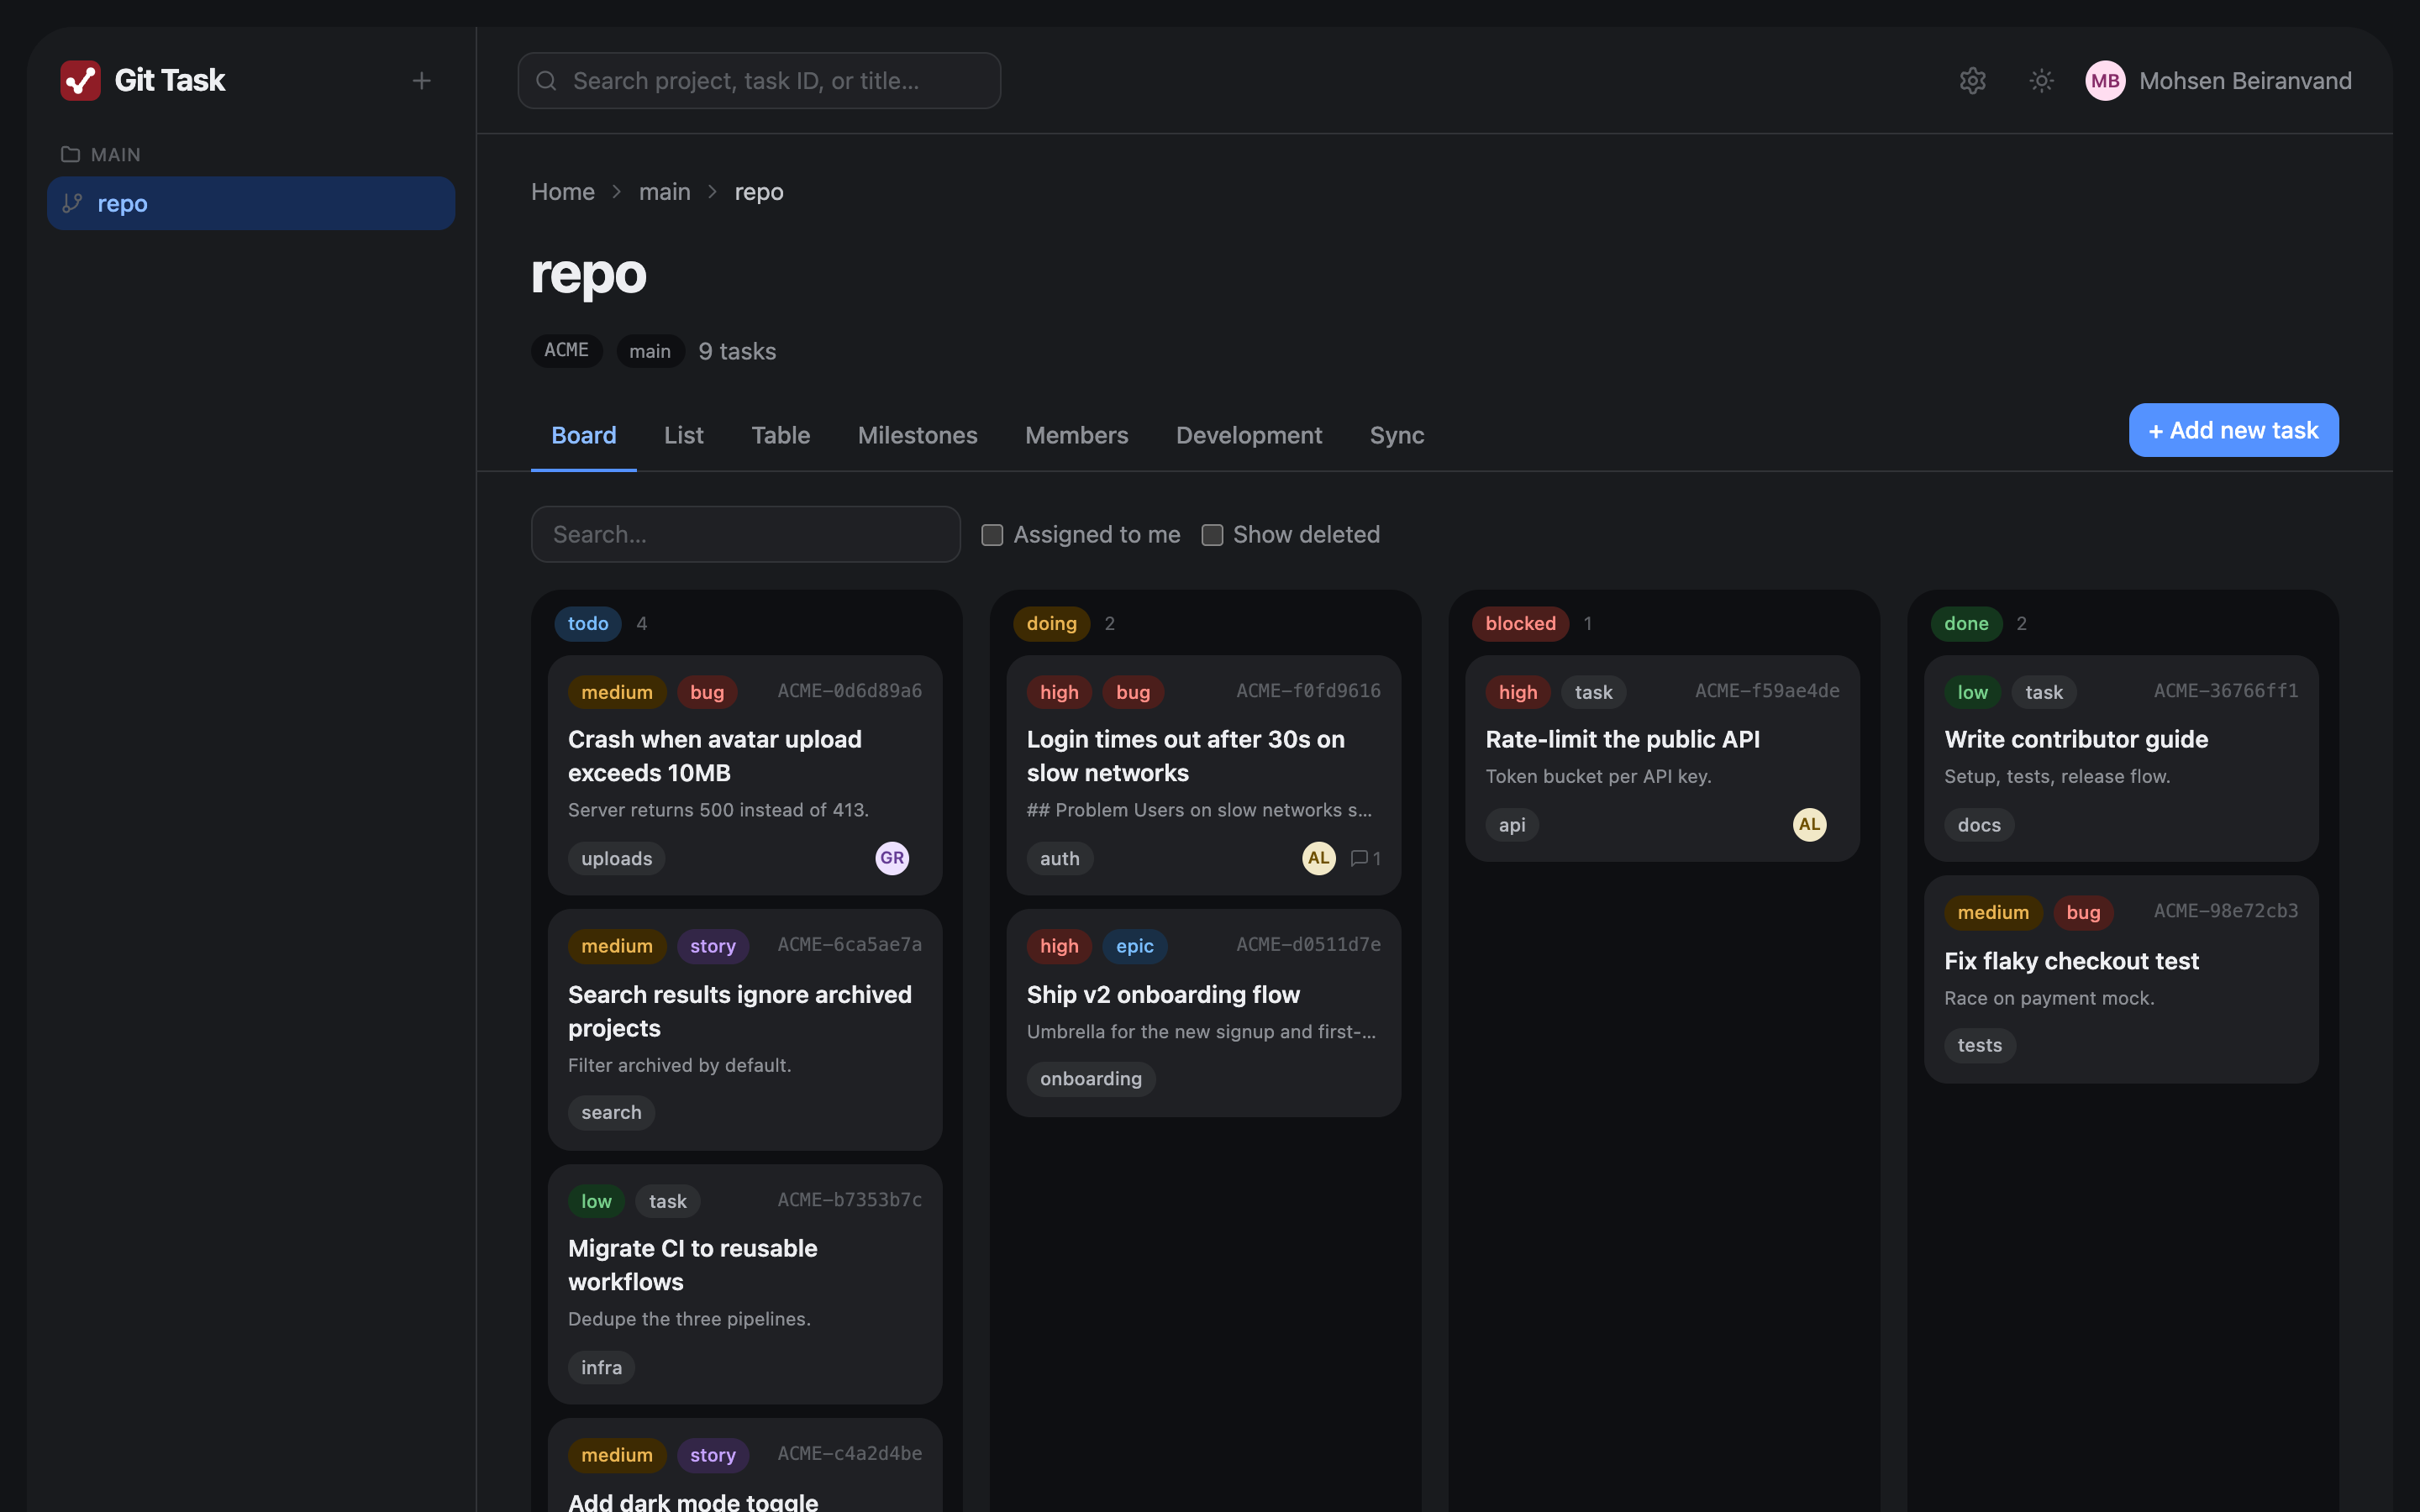 Git Task
MAIN
repo
Search project, task ID, or title...
MB
Mohsen Beiranvand
Home
main
repo
repo
ACME
main
9 tasks
Board
List
Table
Milestones
Members
Development
Sync
+ Add new task
Search...
Assigned to me
Show deleted
todo
4
medium
bug
ACME-0d6d89a6
Crash when avatar upload
exceeds 10MB
Server returns 500 instead of 413.
uploads
GR
medium
story
ACME-6ca5ae7a
Search results ignore archived
projects
Filter archived by default.
search
low
task
ACME-b7353b7c
Migrate CI to reusable
workflows
Dedupe the three pipelines.
infra
medium
story
ACME-c4a2d4be
Add dark mode toggle
doing
2
high
bug
ACME-f0fd9616
Login times out after 30s on
slow networks
## Problem Users on slow networks s...
auth
AL
1
high
epic
ACME-d0511d7e
Ship v2 onboarding flow
Umbrella for the new signup and first-...
onboarding
blocked
1
high
task
ACME-f59ae4de
Rate-limit the public API
Token bucket per API key.
api
AL
done
2
low
task
ACME-36766ff1
Write contributor guide
Setup, tests, release flow.
docs
medium
bug
ACME-98e72cb3
Fix flaky checkout test
Race on payment mock.
tests